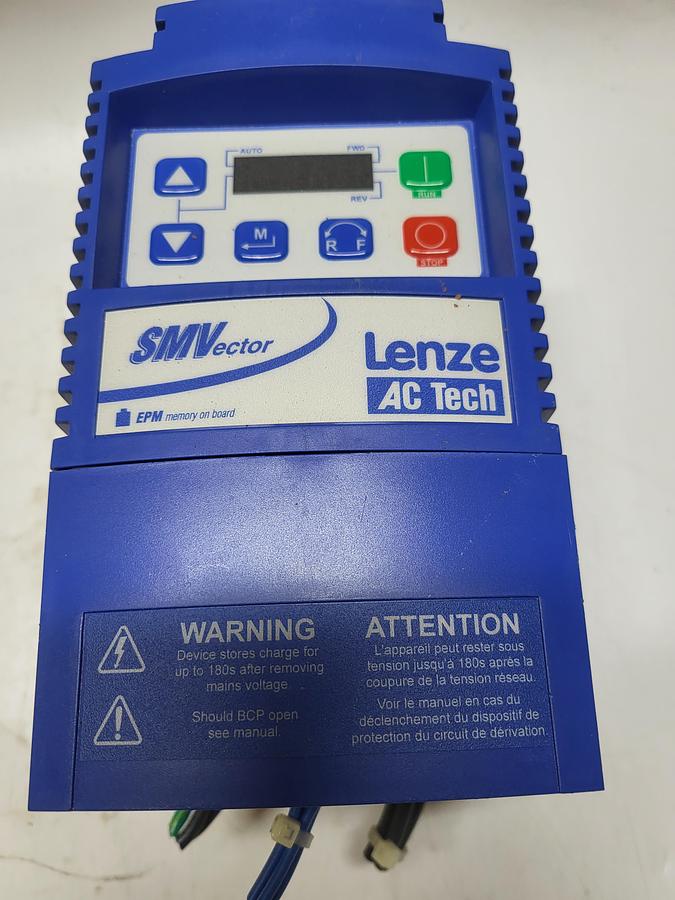 AUTO
FWD
REV
RUN
M
R F
STOP
SMVector
Lenze
AC Tech
EPM memory on board
WARNING
Device stores charge for
up to 180s after removing
mains voltage.
Should BCP open
see manual.
ATTENTION
L'appareil peut rester sous
tension jusqu'à 180s après la
coupure de la tension réseau.
Voir le manuel en cas du
déclenchement du dispositif de
protection du circuit de dérivation.